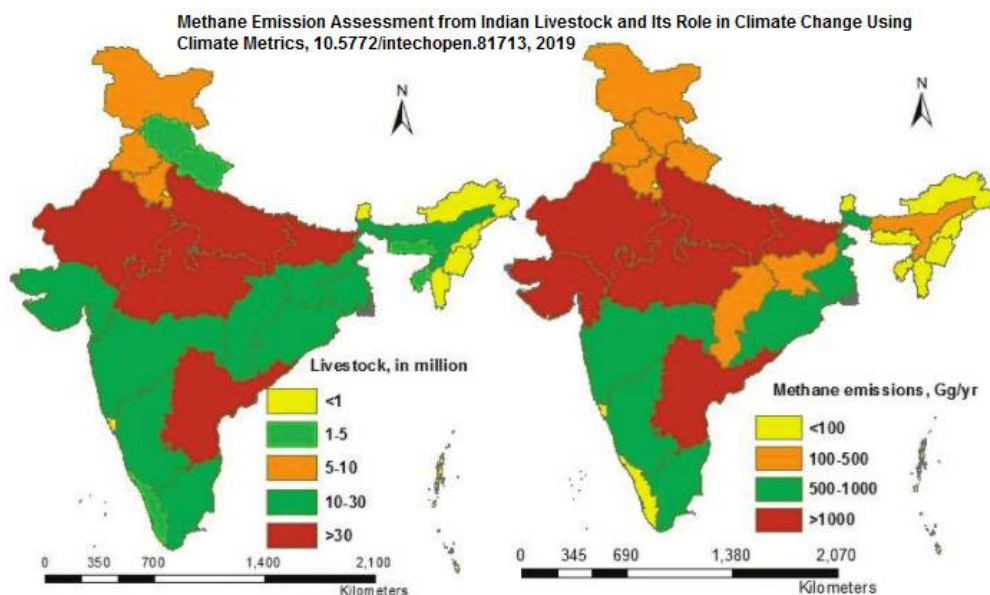 Methane Emission Assessment from Indian Livestock and Its Role in Climate Change Using
Climate Metrics, 10.5772/intechopen.81713, 2019
N
N
Livestock, in million
<1
1-5
5-10
10-30
>30
0 350 700 1,400 2,100
Kilometers
Methane emissions, Gg/yr
<100
100-500
500-1000
>1000
0 345 690 1,380 2,070
Kilometers